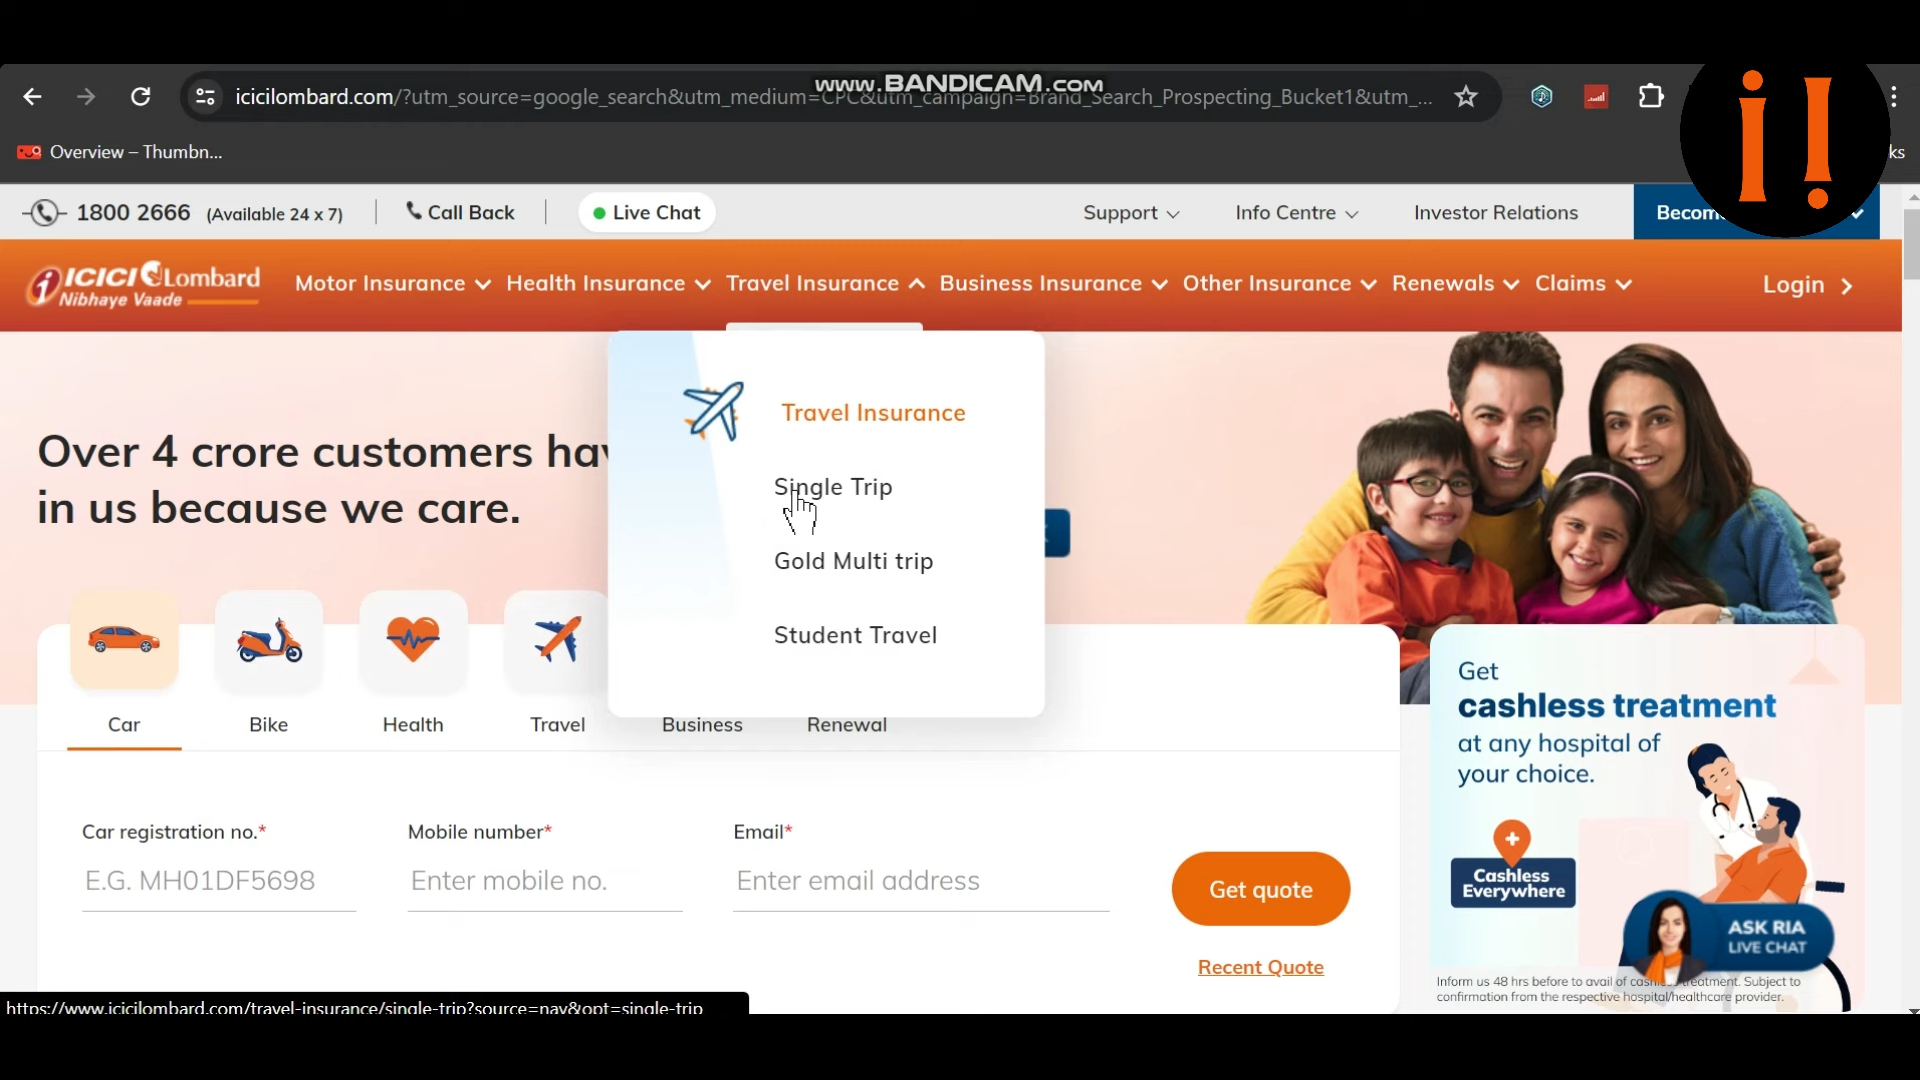 www.BANDICAM.com
icicilombard.com/?utm_source=google_search&utm_medium=CPC&utm_campaign=Brand_Search_Prospecting_Bucket1&utm_...
Overview – Thumbn...
ks
i!
1800 2666 (Available 24 x 7)
Call Back
Live Chat
Support
Info Centre
Investor Relations
ICICI Lombard
Nibhaye Vaade
Motor Insurance
Health Insurance
Travel Insurance
Business Insurance
Other Insurance
Renewals
Claims
Login
Travel Insurance
Single Trip
Gold Multi trip
Student Travel
Over 4 crore customers
in us because we care.
Car
Bike
Health
Travel
Business
Renewal
Car registration no.*
Mobile number*
Email*
E.G. MH01DF5698
Enter mobile no.
Enter email address
Get quote
Recent Quote
Get
cashless treatment
at any hospital of
your choice.
Cashless
Everywhere
ASK RIA
LIVE CHAT
Inform us 48 hrs before to avail of treatment. Subject to
confirmation from the respective hospital/healthcare provider.
https://www.icicilombard.com/travel-insurance/single-trip?source=nav&opt=single-trip